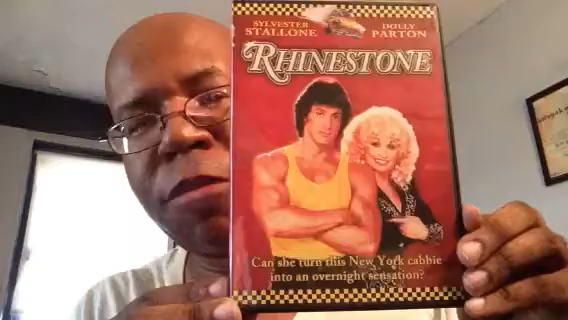 SYLVESTER STALLONE
DOLLY PARTON
RHINESTONE
Can she turn this New York cabbie
into an overnight sensation?